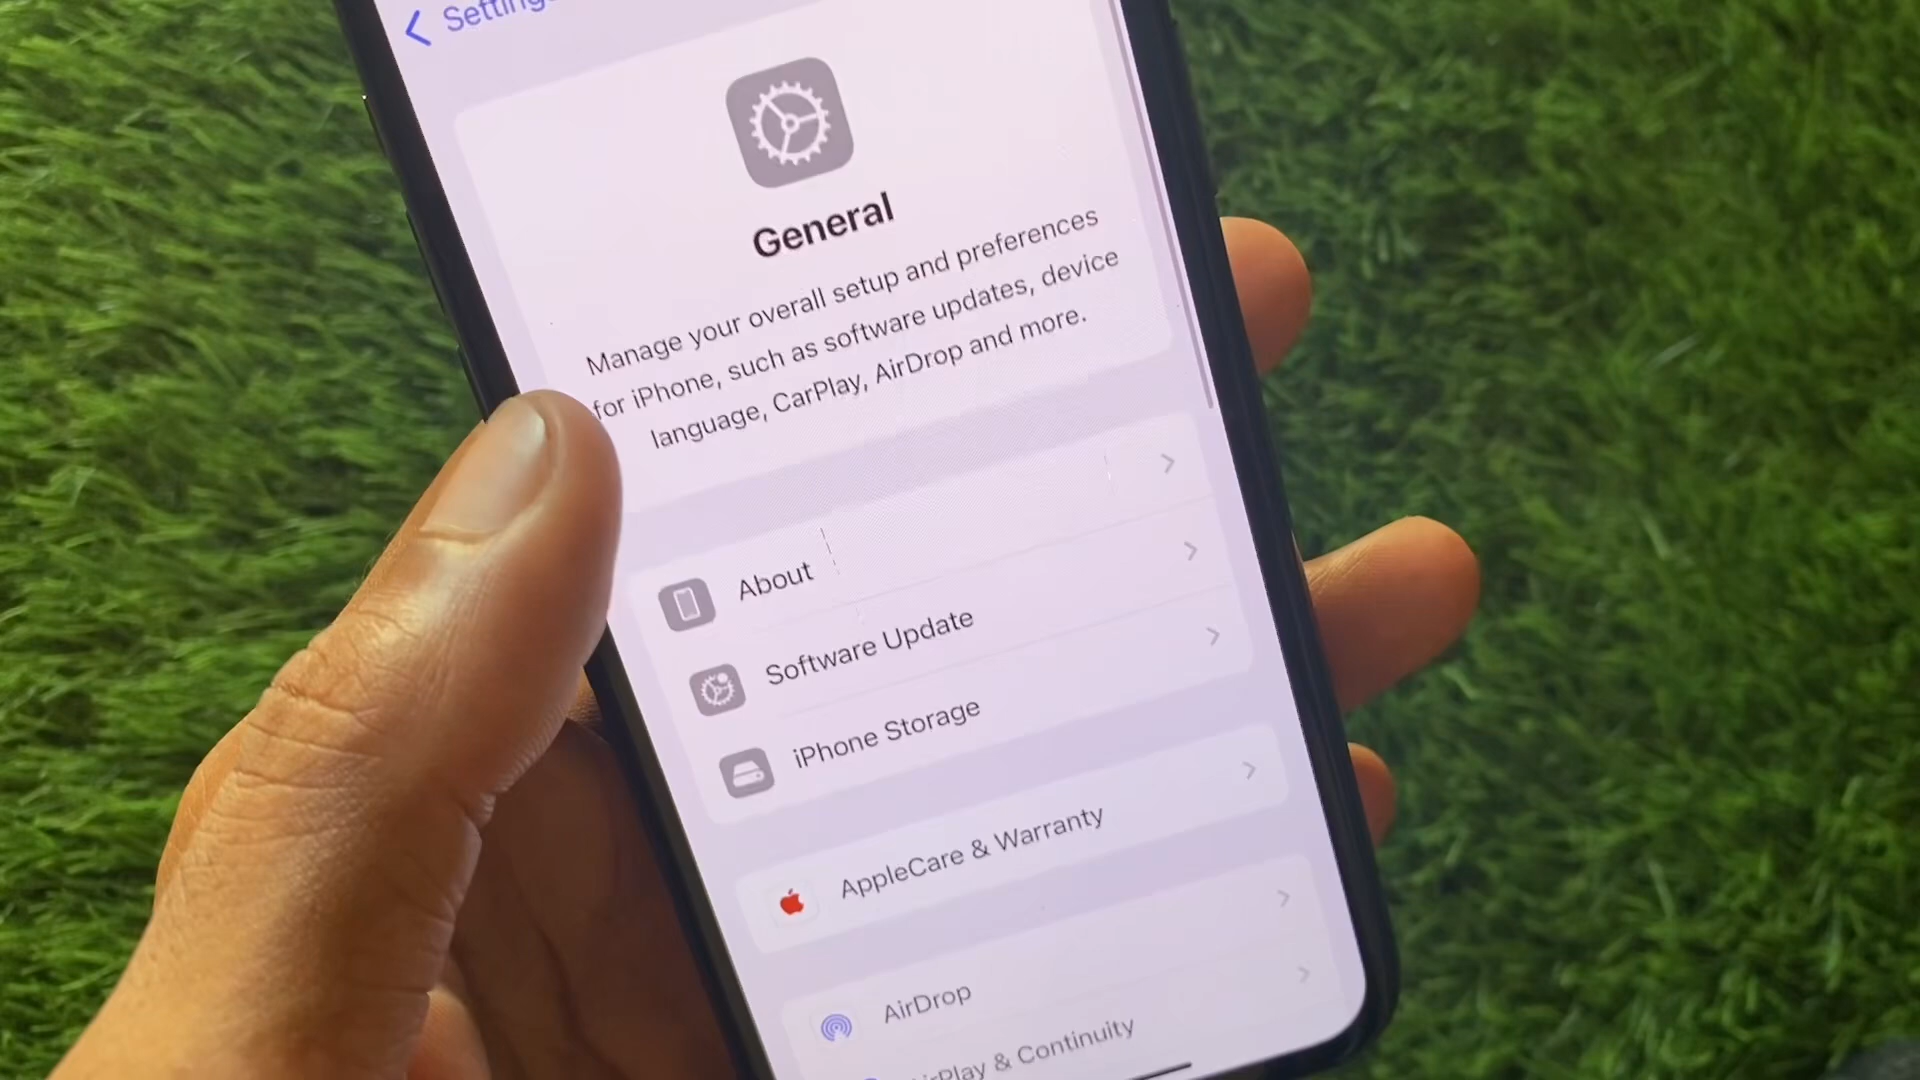 Settings
General
Manage your overall setup and preferences
for iPhone, such as software updates, device
language, CarPlay, AirDrop and more.
About
Software Update
iPhone Storage
AppleCare & Warranty
AirDrop
AirPlay & Continuity